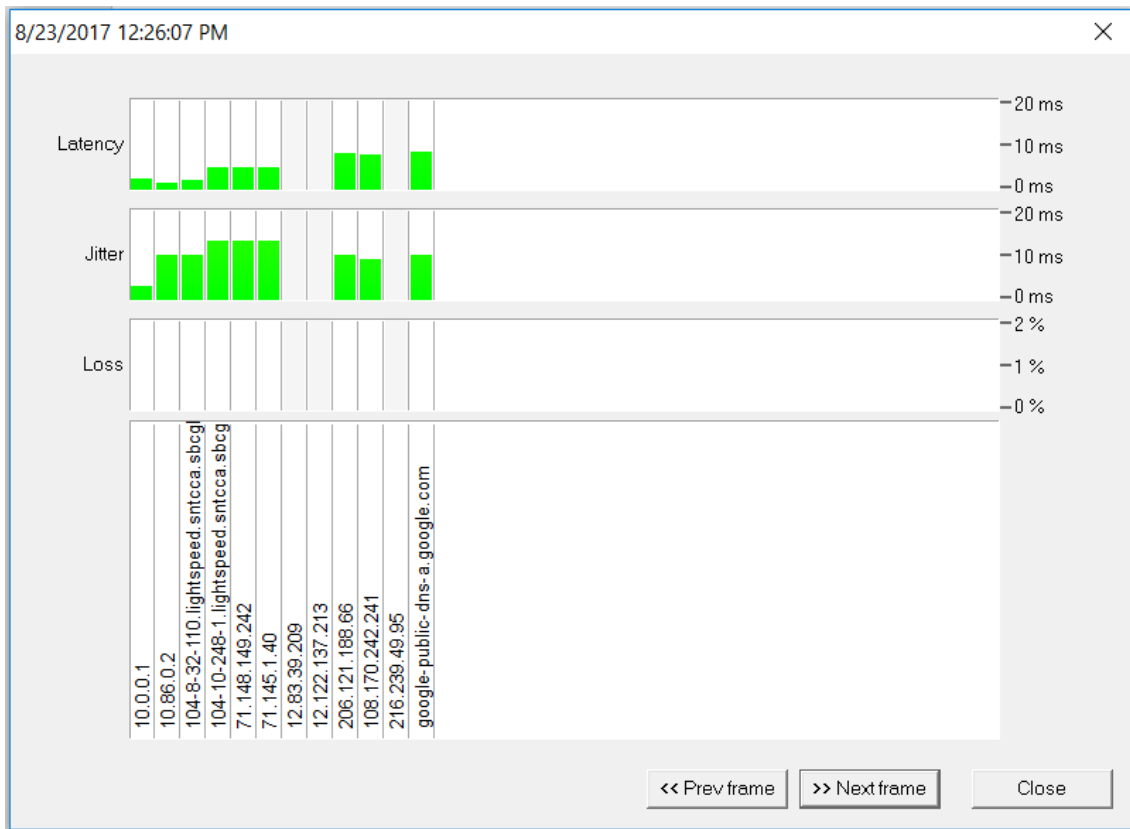 8/23/2017 12:26:07 PM
Latency
20 ms
10 ms
0 ms
Jitter
20 ms
10 ms
0 ms
Loss
2 %
1 %
0 %
10.0.0.1
10.86.0.2
104-8-32-110.lightspeed.sntcca.sbcgl
104-10-248-1.lightspeed.sntcca.sbcg
71.148.149.242
71.145.1.40
12.83.39.209
12.122.137.213
206.121.188.66
108.170.242.241
216.239.49.95
google-public-dns-a.google.com
<< Prev frame
>> Next frame
Close